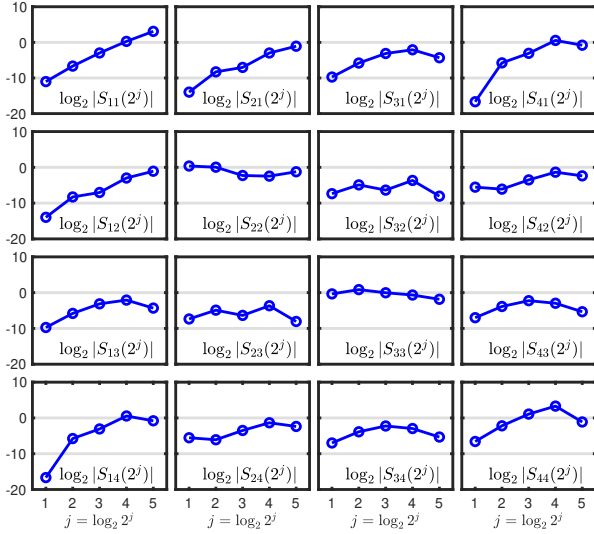 10
0
-10
-20
log₂ |S₁₁(2ʲ)|
log₂ |S₂₁(2ʲ)|
log₂ |S₃₁(2ʲ)|
log₂ |S₄₁(2ʲ)|
10
0
-10
-20
log₂ |S₁₂(2ʲ)|
log₂ |S₂₂(2ʲ)|
log₂ |S₃₂(2ʲ)|
log₂ |S₄₂(2ʲ)|
10
0
-10
-20
log₂ |S₁₃(2ʲ)|
log₂ |S₂₃(2ʲ)|
log₂ |S₃₃(2ʲ)|
log₂ |S₄₃(2ʲ)|
10
0
-10
-20
log₂ |S₁₄(2ʲ)|
log₂ |S₂₄(2ʲ)|
log₂ |S₃₄(2ʲ)|
log₂ |S₄₄(2ʲ)|
1 2 3 4 5 1 2 3 4 5 1 2 3 4 5 1 2 3 4 5
j = log₂ 2ʲ j = log₂ 2ʲ j = log₂ 2ʲ j = log₂ 2ʲ